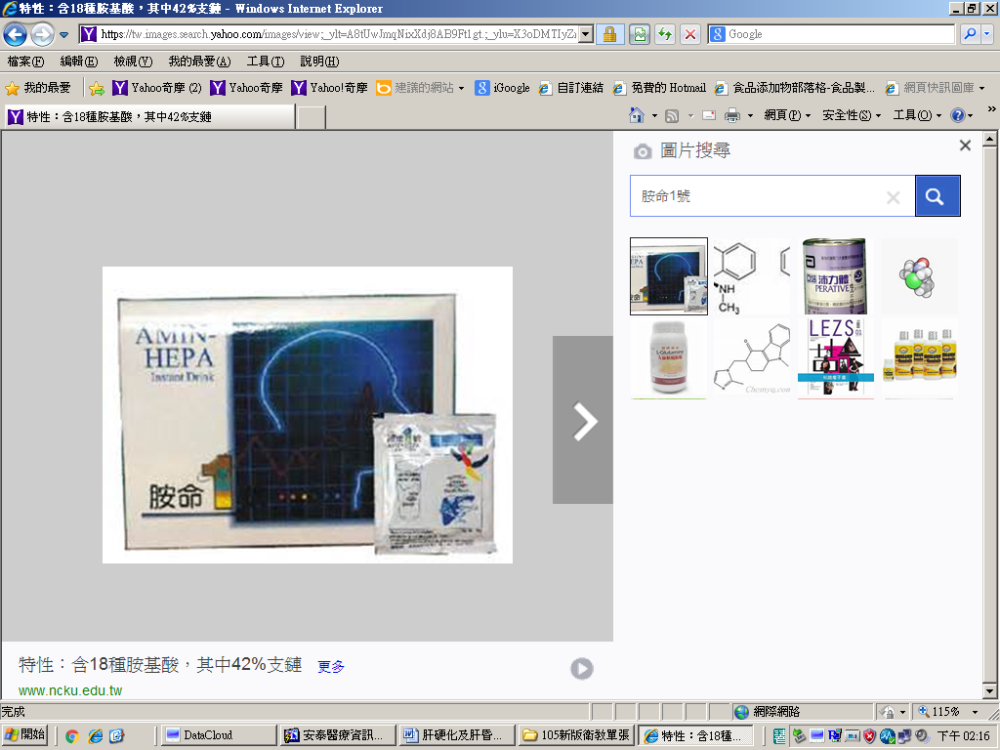 特性：含18種胺基酸，其中42%支鏈 - Windows Internet Explorer
https://tw.images.search.yahoo.com/images/view;_ylt=A8tUwJmqNixXdj8AB9Ft1gt.;_ylu=X3oDMTIyZ
Google
檔案(F) 編輯(E) 檢視(V) 我的最愛(A) 工具(T) 說明(H)
我的最愛 Yahoo奇摩 (2) Yahoo奇摩 Yahoo!奇摩 建議的網站 iGoogle 自訂連結 免費的 Hotmail 食品添加物部落格-食品製... 網頁快訊圖庫
特性：含18種胺基酸，其中42%支鏈
網頁(P) 安全性(S) 工具(O) »
圖片搜尋
胺命1號
AMIN-
HEPA
Instant Drink
胺命1
HEPA
NH
CH3
沛力體
PERATIVE
L-Glutamine
Chemyq.com
LEZS
特性：含18種胺基酸，其中42%支鏈 更多
www.ncku.edu.tw
完成 網際網路 115%
開始 DataCloud 安泰醫療資訊... 肝硬化及肝昏... 105新版衛教單張 特性：含18種... 下午 02:16